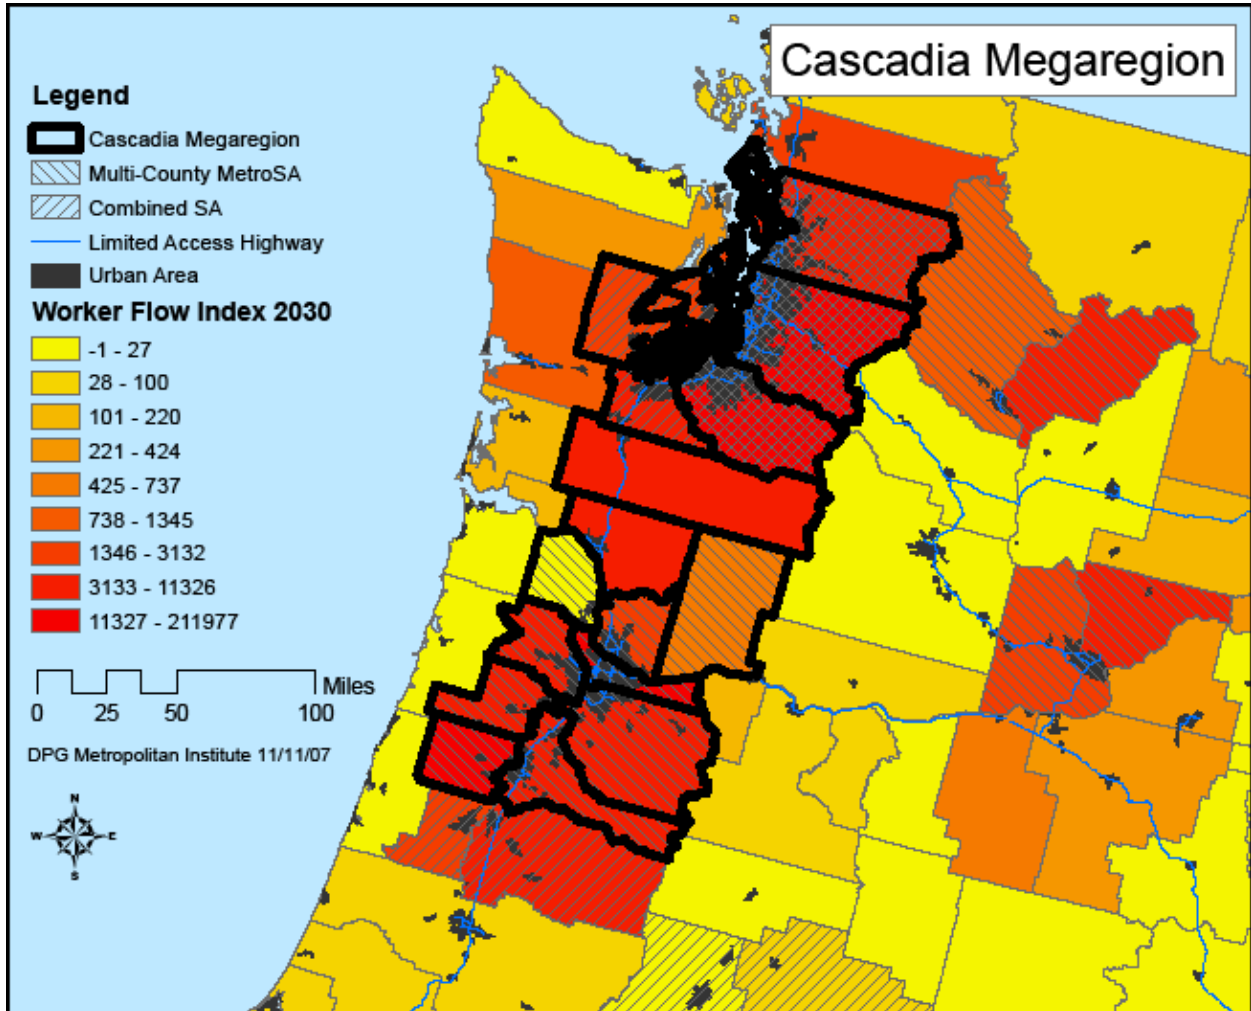 Cascadia Megaregion
Legend
Cascadia Megaregion
Multi-County MetroSA
Combined SA
Limited Access Highway
Urban Area
Worker Flow Index 2030
-1 - 27
28 - 100
101 - 220
221 - 424
425 - 737
738 - 1345
1346 - 3132
3133 - 11326
11327 - 211977
Miles
0 25 50 100
DPG Metropolitan Institute 11/11/07
N
W E
S